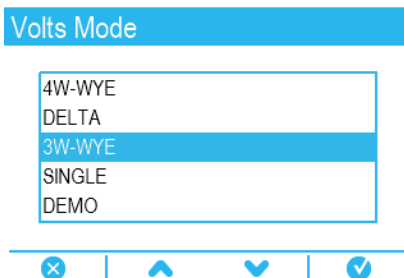 Volts Mode
4W-WYE
DELTA
3W-WYE
SINGLE
DEMO